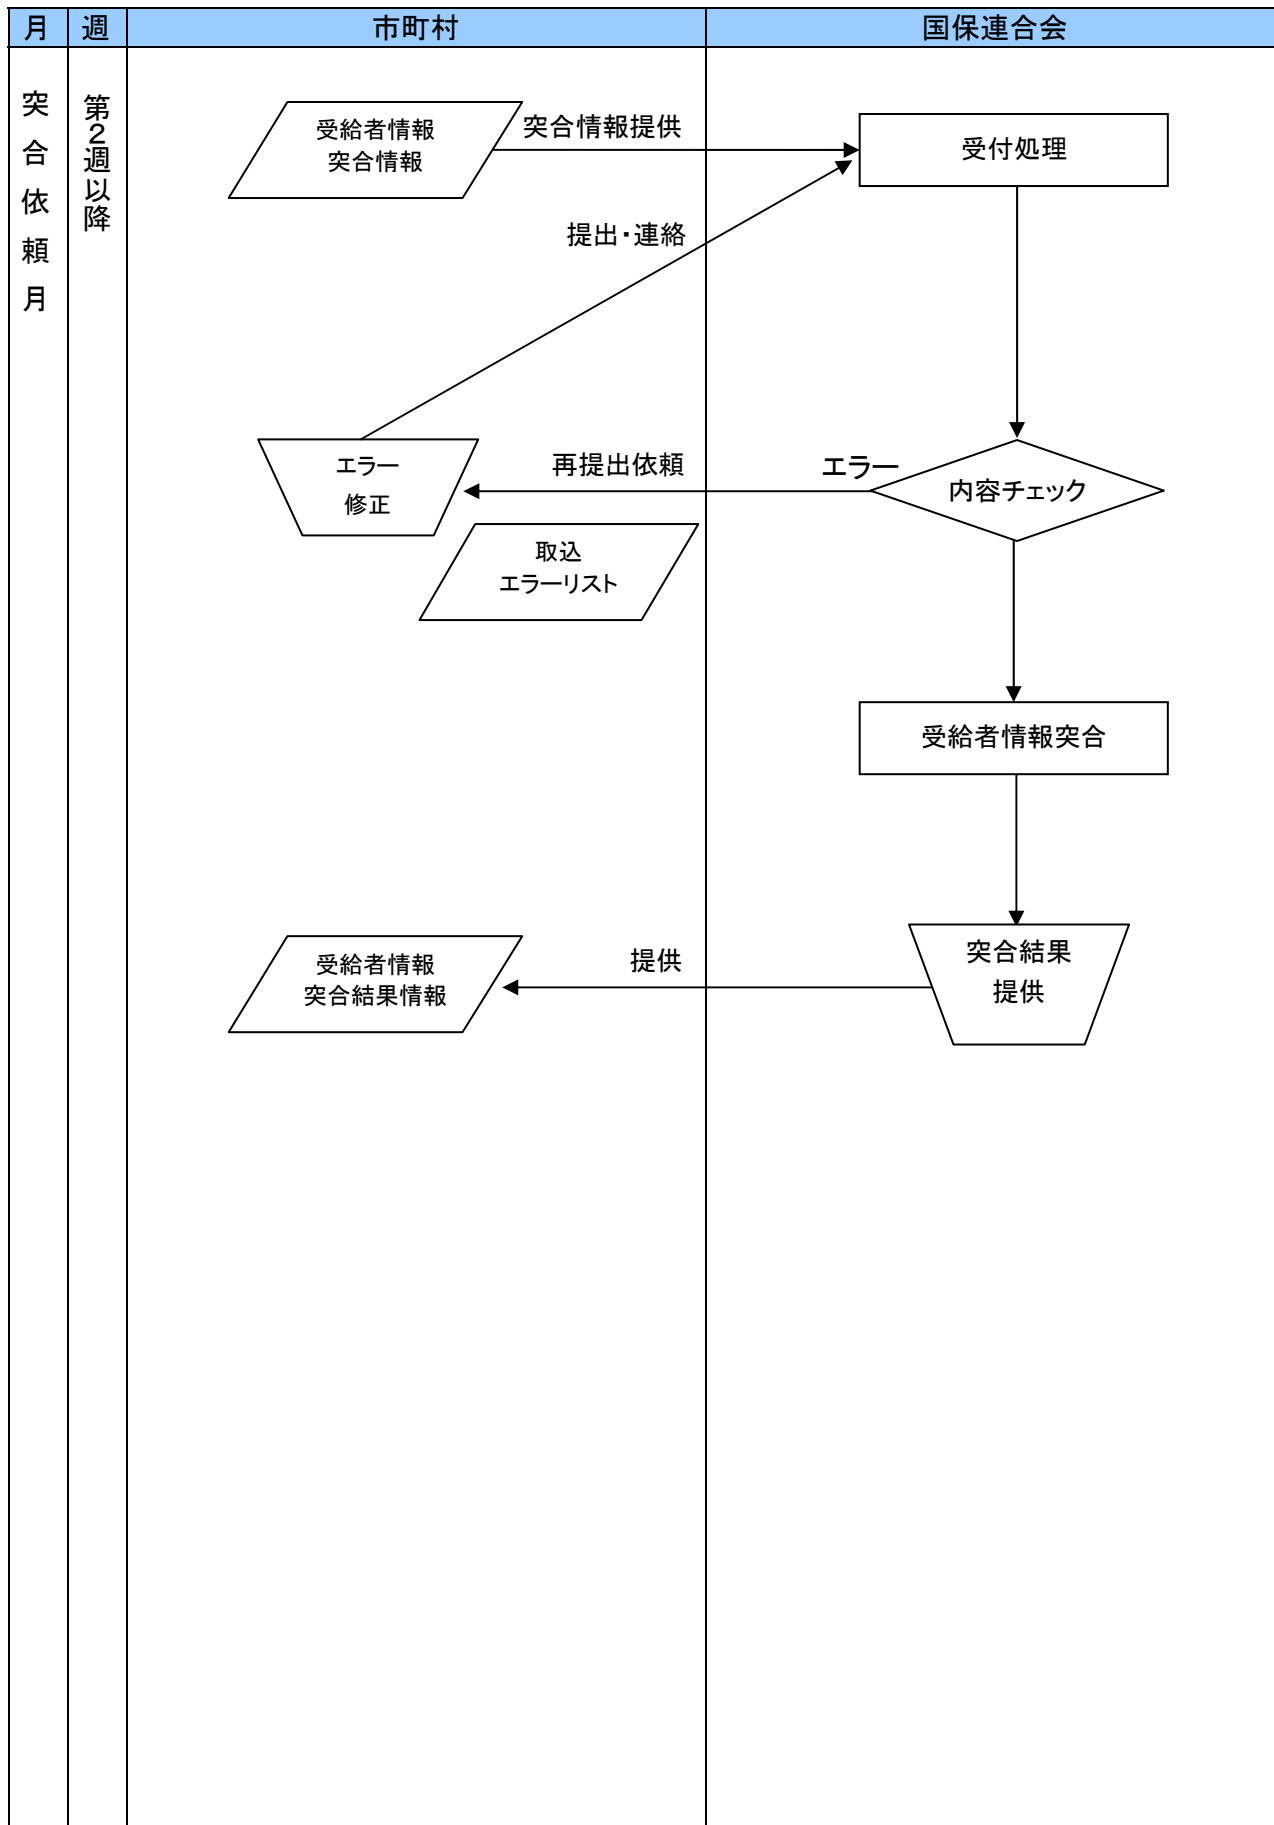 月 週 市町村 国保連合会
突合依頼月
第2週以降
受給者情報
突合情報
突合情報提供
受付処理
提出・連絡
エラー
修正
再提出依頼
エラー
内容チェック
取込
エラーリスト
受給者情報突合
受給者情報
突合結果情報
提供
突合結果
提供